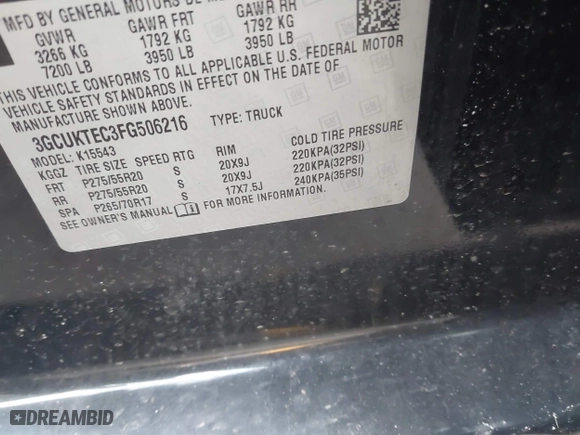 MFD BY GENERAL MOTORS DE M
GVWR GAWR FRT GAWR RR
3266 KG 1792 KG 1792 KG
7200 LB 3950 LB 3950 LB
THIS VEHICLE CONFORMS TO ALL APPLICABLE U.S. FEDERAL MOTOR
VEHICLE SAFETY STANDARDS IN EFFECT ON THE DATE OF
MANUFACTURE SHOWN ABOVE.
3GCUKTEC3FG506216 TYPE: TRUCK
MODEL: K15543
KGGZ TIRE SIZE SPEED RTG RIM COLD TIRE PRESSURE
FRT P275/55R20 S 20X9J 220KPA(32PSI)
RR P275/55R20 S 20X9J 220KPA(32PSI)
SPA P265/70R17 S 17X7.5J 240KPA(35PSI)
SEE OWNER'S MANUAL FOR MORE INFORMATION.
DREAMBID